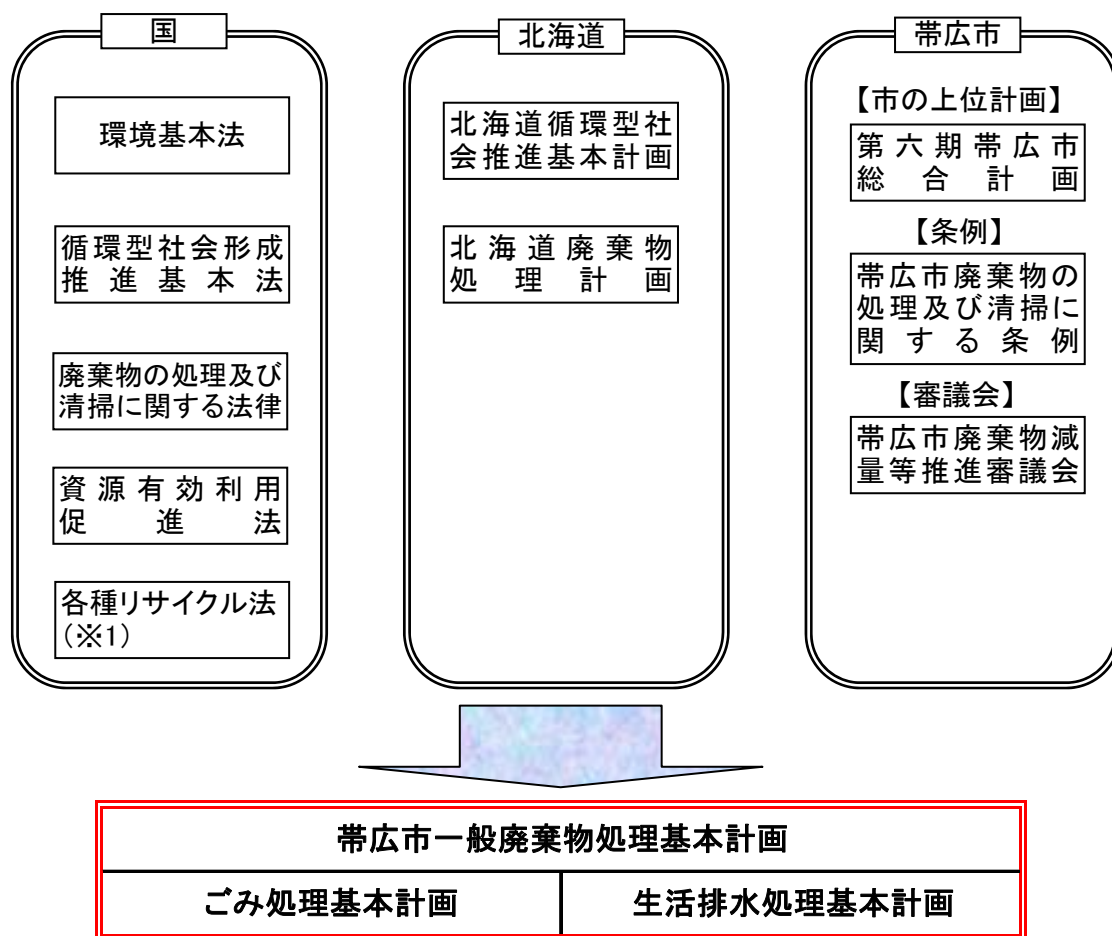 国
環境基本法
循環型社会形成
推進基本法
廃棄物の処理及び
清掃に関する法律
資源有効利用
促進法
各種リサイクル法
(※1)
北海道
北海道循環型社
会推進基本計画
北海道廃棄物
処理計画
帯広市
【市の上位計画】
第六期帯広市
総合計画
【条例】
帯広市廃棄物の
処理及び清掃に
関する条例
【審議会】
帯広市廃棄物減
量等推進審議会
帯広市一般廃棄物処理基本計画
ごみ処理基本計画
生活排水処理基本計画